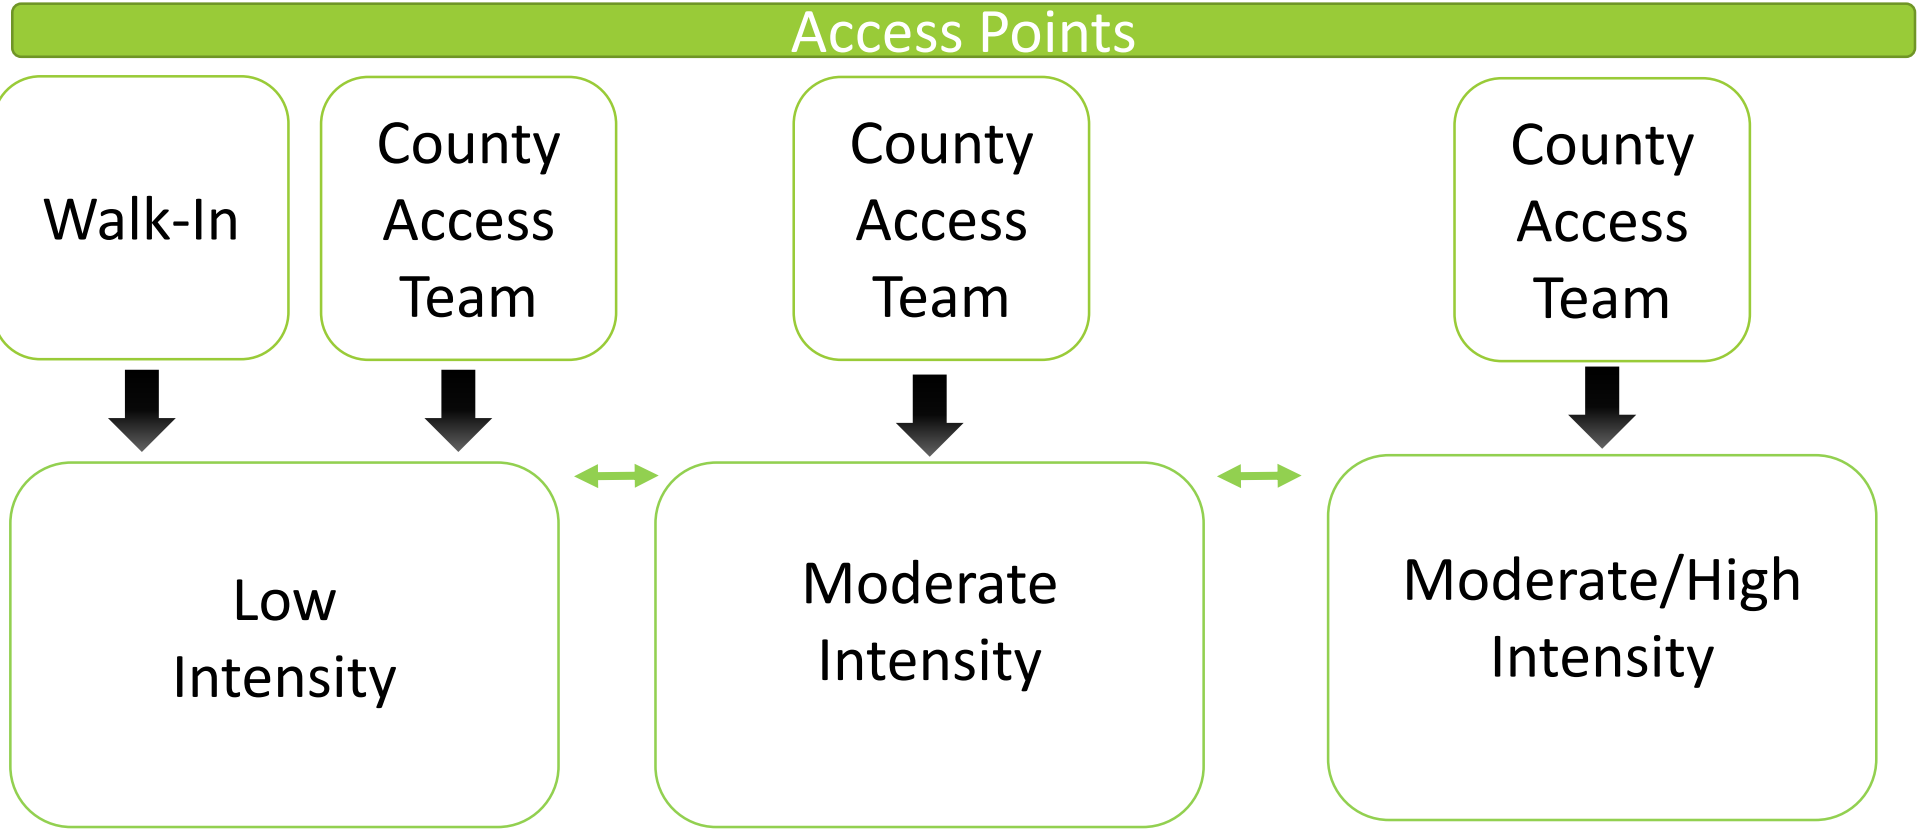 Access Points
Walk-In
County
Access
Team
County
Access
Team
County
Access
Team
Low
Intensity
Moderate
Intensity
Moderate/High
Intensity